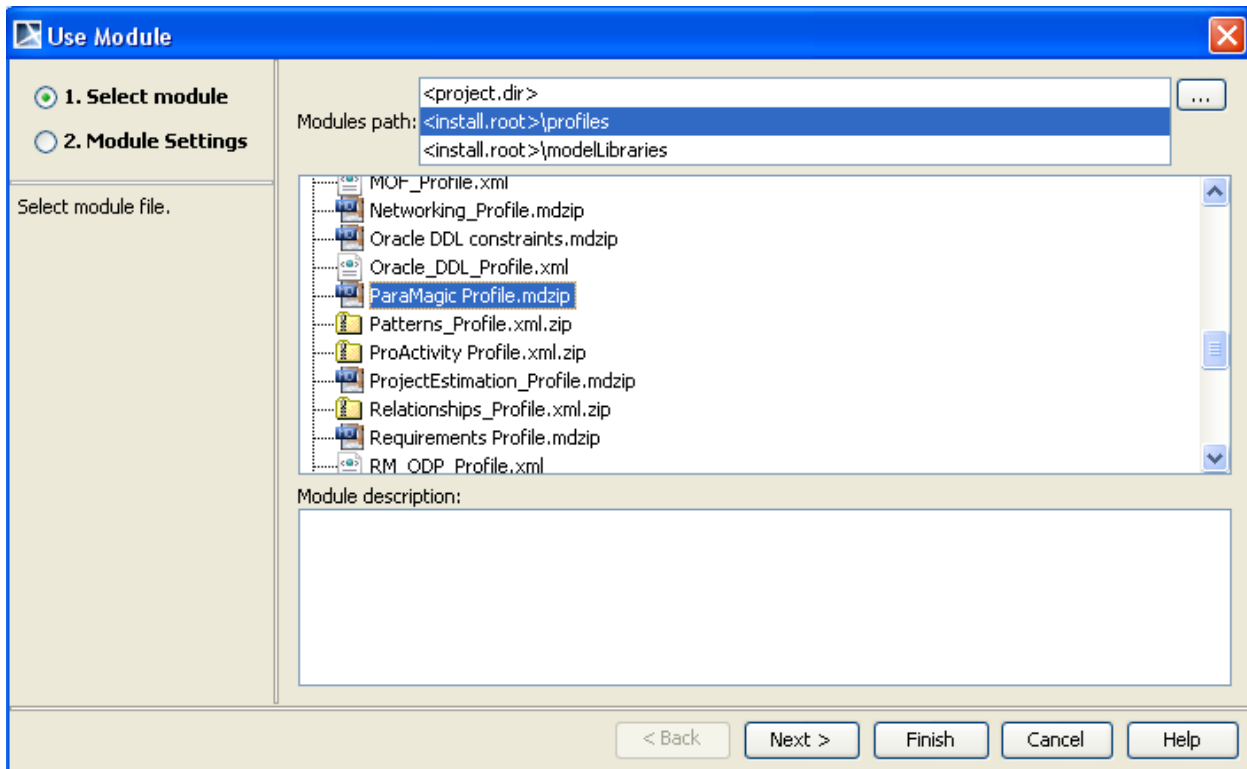 Use Module
1. Select module
2. Module Settings
Select module file.
Modules path:
<project.dir>
<install.root>\profiles
<install.root>\modelLibraries
...
MOF_Profile.xml
Networking_Profile.mdzip
Oracle DDL constraints.mdzip
Oracle_DDL_Profile.xml
ParaMagic Profile.mdzip
Patterns_Profile.xml.zip
ProActivity Profile.xml.zip
ProjectEstimation_Profile.mdzip
Relationships_Profile.xml.zip
Requirements Profile.mdzip
RM_ODP_Profile.xml
Module description:
< Back
Next >
Finish
Cancel
Help